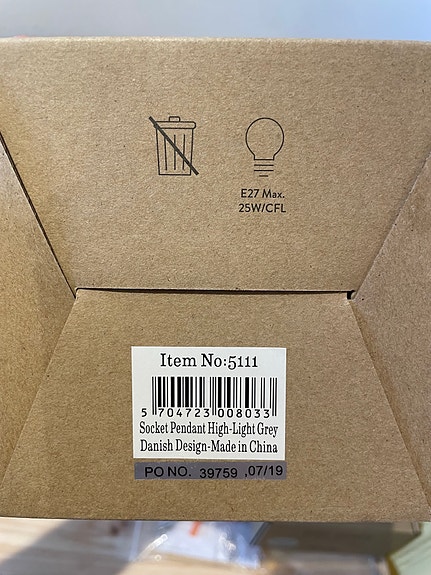 E27 Max.
25W/CFL
Item No:5111
5 704723 008033
Socket Pendant High-Light Grey
Danish Design-Made in China
PO NO. 39759 ,07/19